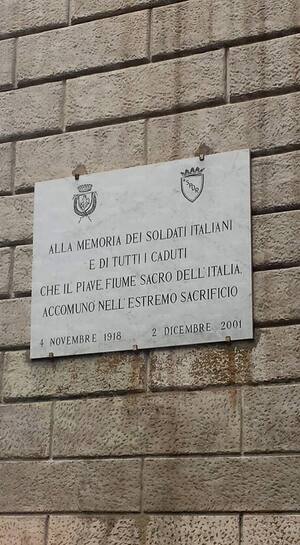 SPQR
ALLA MEMORIA DEI SOLDATI ITALIANI
E DI TUTTI I CADUTI
CHE IL PIAVE, FIUME SACRO DELL'ITALIA,
ACCOMUNÒ NELL'ESTREMO SACRIFICIO
4 NOVEMBRE 1918 2 DICEMBRE 2001